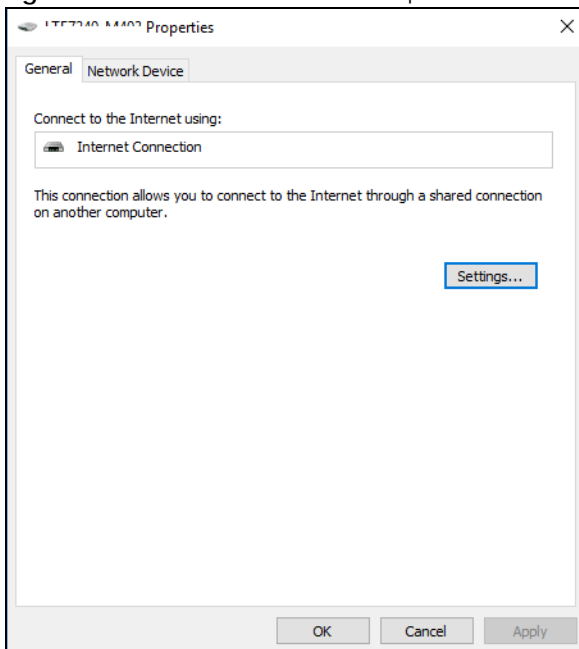 Properties
General Network Device
Connect to the Internet using:
Internet Connection
This connection allows you to connect to the Internet through a shared connection
on another computer.
Settings...
OK Cancel Apply